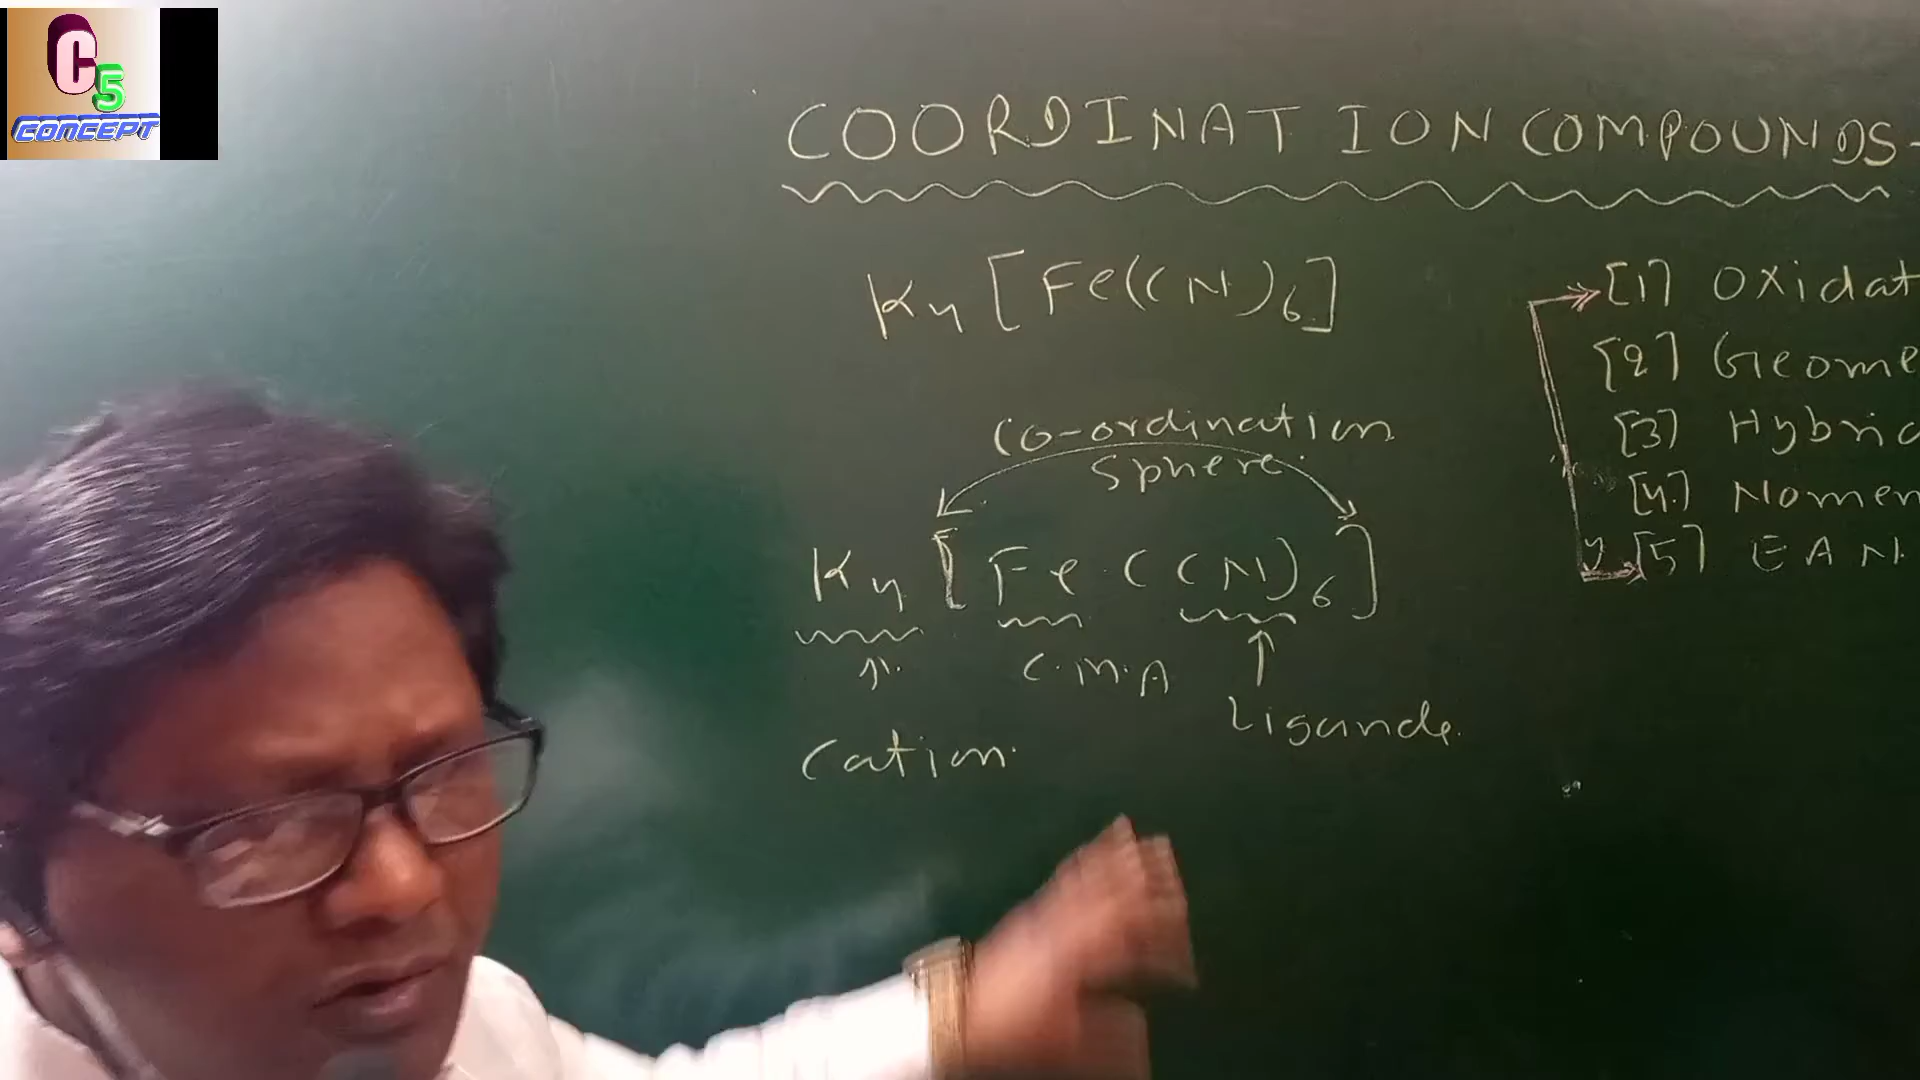 C5
CONCEPT
COORDINATION COMPOUNDS-
K4[Fe(CN)6]
Co-ordination
sphere.
K4[Fe(CN)6]
C.M.A
Ligands.
Cation.
[1] Oxidat
[2] Geome
[3] Hybrid
[4] Nomen
[5] EAN